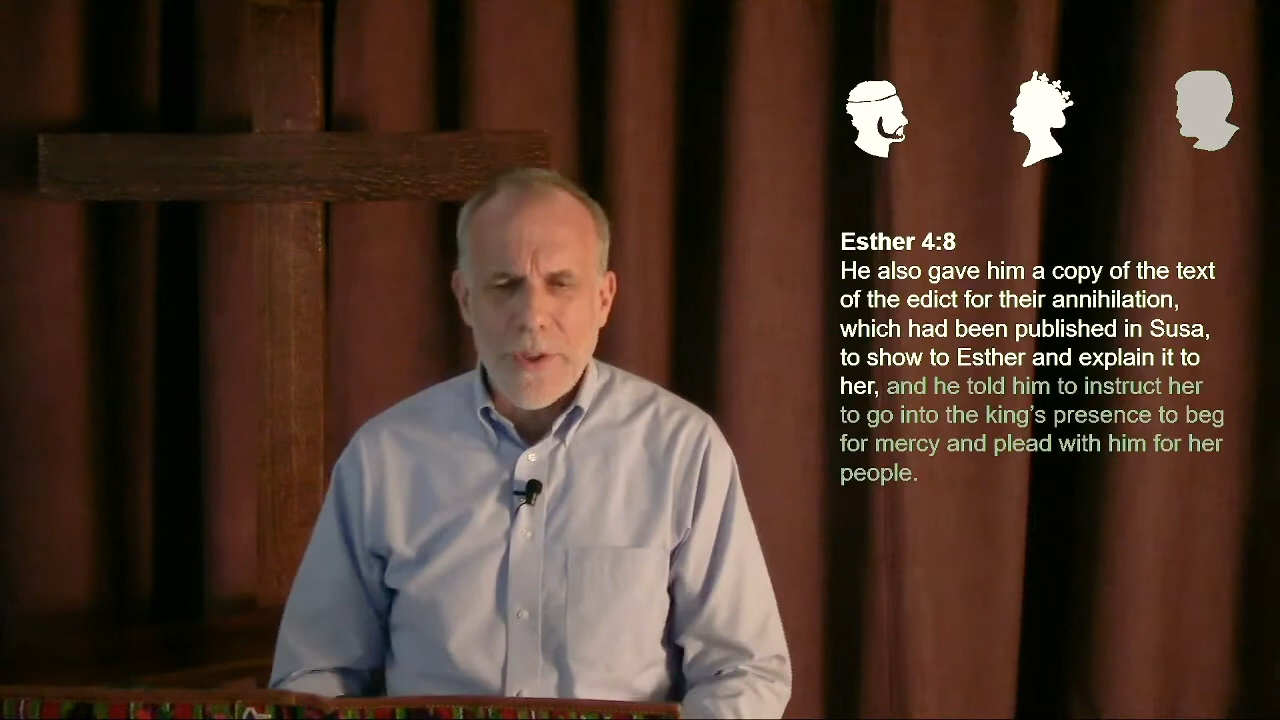 Esther 4:8
He also gave him a copy of the text
of the edict for their annihilation,
which had been published in Susa,
to show to Esther and explain it to
her, and he told him to instruct her
to go into the king’s presence to beg
for mercy and plead with him for her
people.